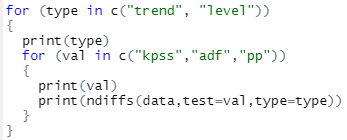 for (type in c("trend", "level"))
{
  print(type)
  for (val in c("kpss","adf","pp"))
  {
    print(val)
    print(ndiffs(data,test=val,type=type))
  }
}